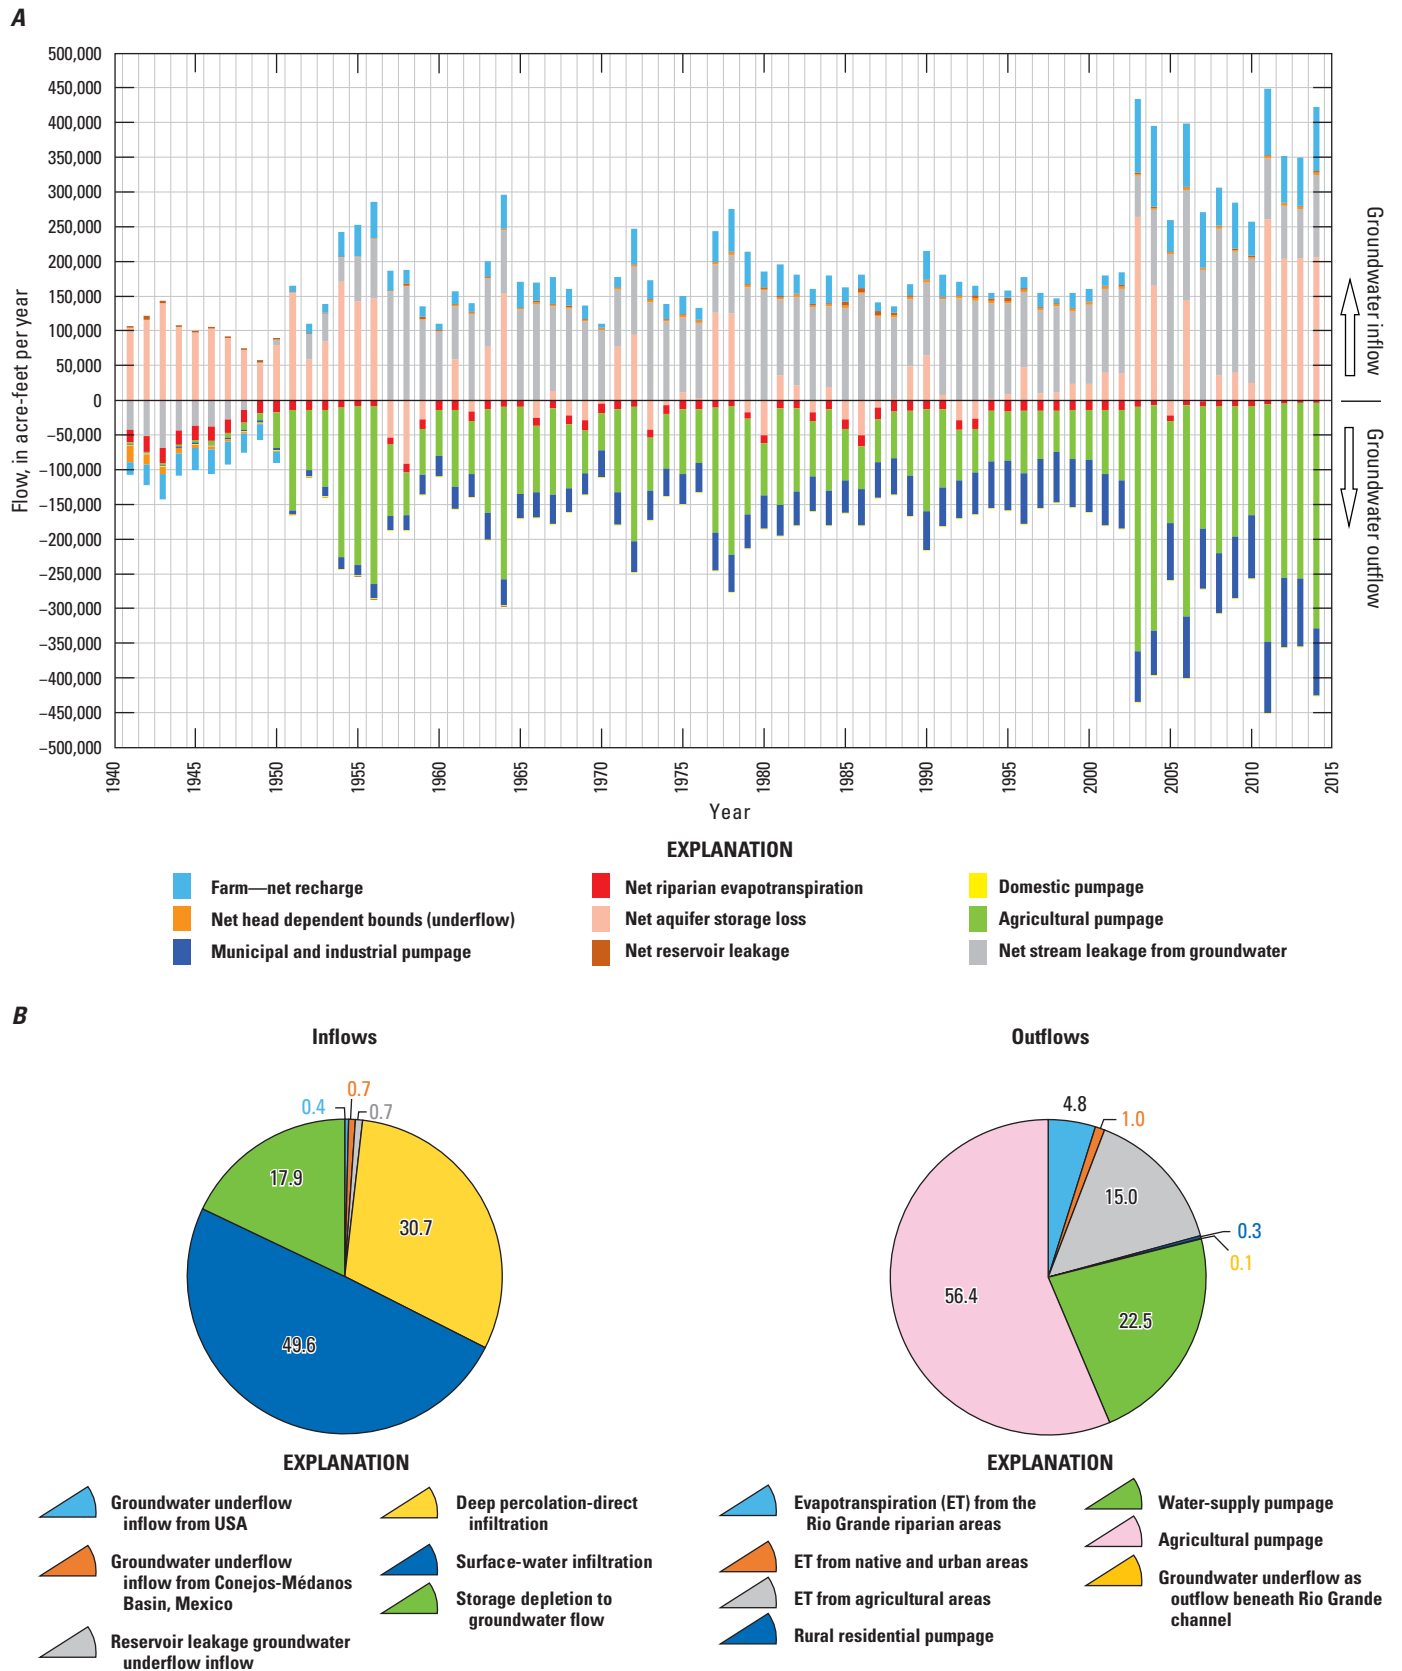 A
500,000
450,000
400,000
350,000
300,000
250,000
200,000
150,000
100,000
50,000
0
−50,000
−100,000
−150,000
−200,000
−250,000
−300,000
−350,000
−400,000
−450,000
−500,000
Flow, in acre-feet per year
Groundwater inflow
Groundwater outflow
1940
1945
1950
1955
1960
1965
1970
1975
1980
1985
1990
1995
2000
2005
2010
2015
Year
EXPLANATION
Farm—net recharge
Net head dependent bounds (underflow)
Municipal and industrial pumpage
Net riparian evapotranspiration
Net aquifer storage loss
Net reservoir leakage
Domestic pumpage
Agricultural pumpage
Net stream leakage from groundwater
B
Inflows
0.4
0.7
0.7
17.9
30.7
49.6
EXPLANATION
Groundwater underflow
inflow from USA
Groundwater underflow
inflow from Conejos-Médanos
Basin, Mexico
Reservoir leakage groundwater
underflow inflow
Deep percolation-direct
infiltration
Surface-water infiltration
Storage depletion to
groundwater flow
Outflows
4.8
1.0
15.0
0.3
0.1
56.4
22.5
EXPLANATION
Evapotranspiration (ET) from the
Rio Grande riparian areas
ET from native and urban areas
ET from agricultural areas
Rural residential pumpage
Water-supply pumpage
Agricultural pumpage
Groundwater underflow as
outflow beneath Rio Grande
channel